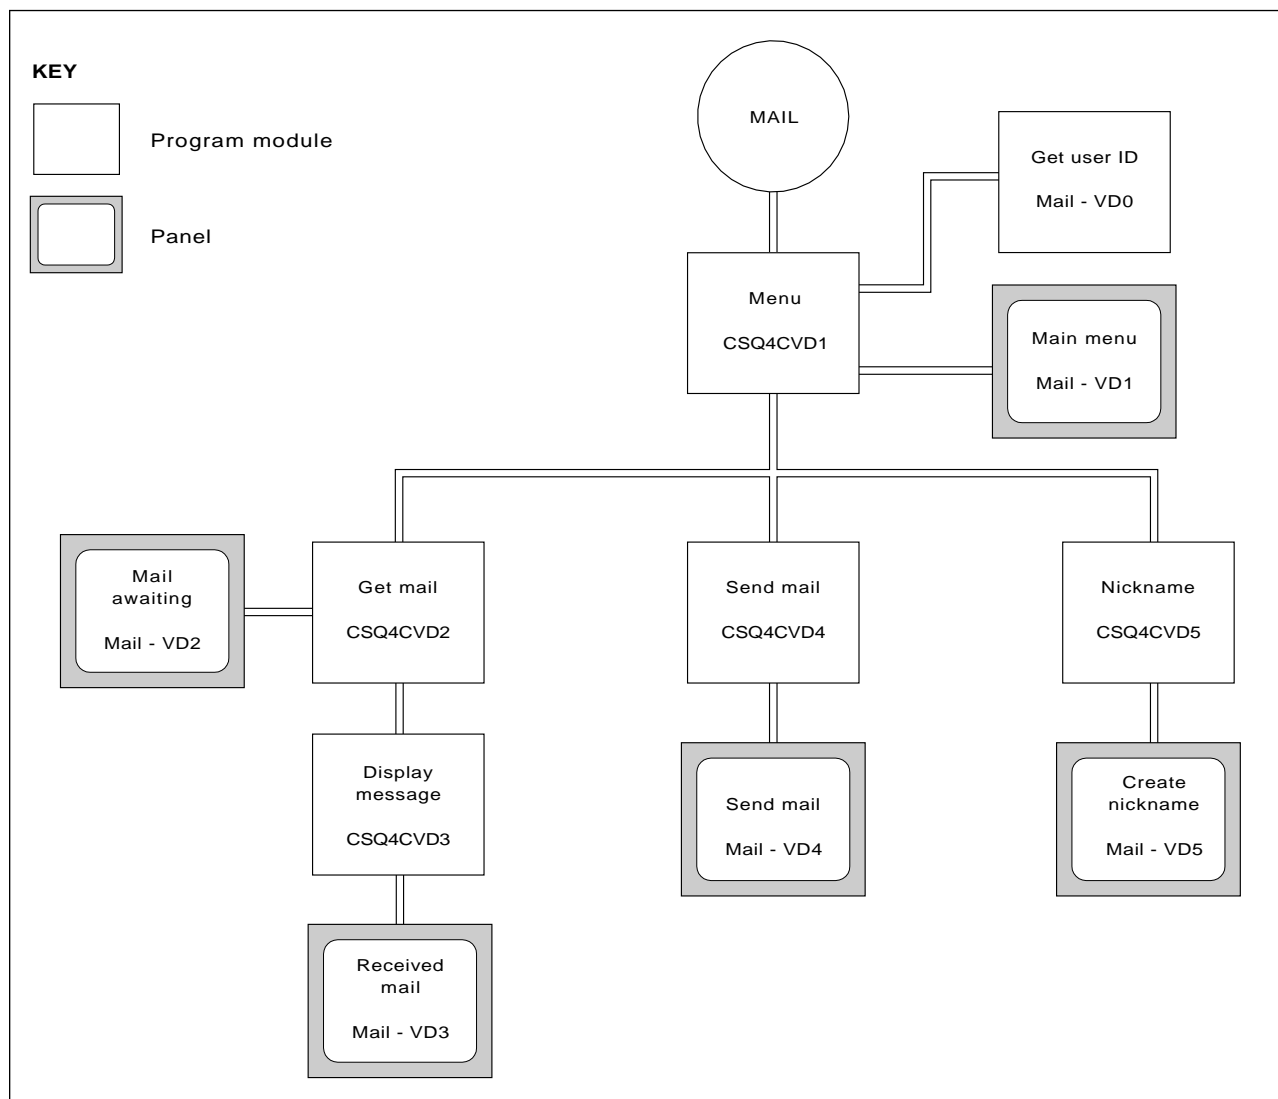 KEY
Program module
Panel
MAIL
Get user ID
Mail - VD0
Menu
CSQ4CVD1
Main menu
Mail - VD1
Mail
awaiting
Mail - VD2
Get mail
CSQ4CVD2
Send mail
CSQ4CVD4
Nickname
CSQ4CVD5
Display
message
CSQ4CVD3
Send mail
Mail - VD4
Create
nickname
Mail - VD5
Received
mail
Mail - VD3